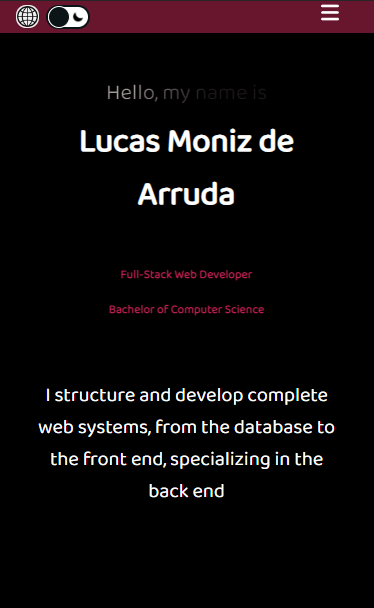 Hello, my name is
Lucas Moniz de
Arruda
Full-Stack Web Developer
Bachelor of Computer Science
I structure and develop complete
web systems, from the database to
the front end, specializing in the
back end